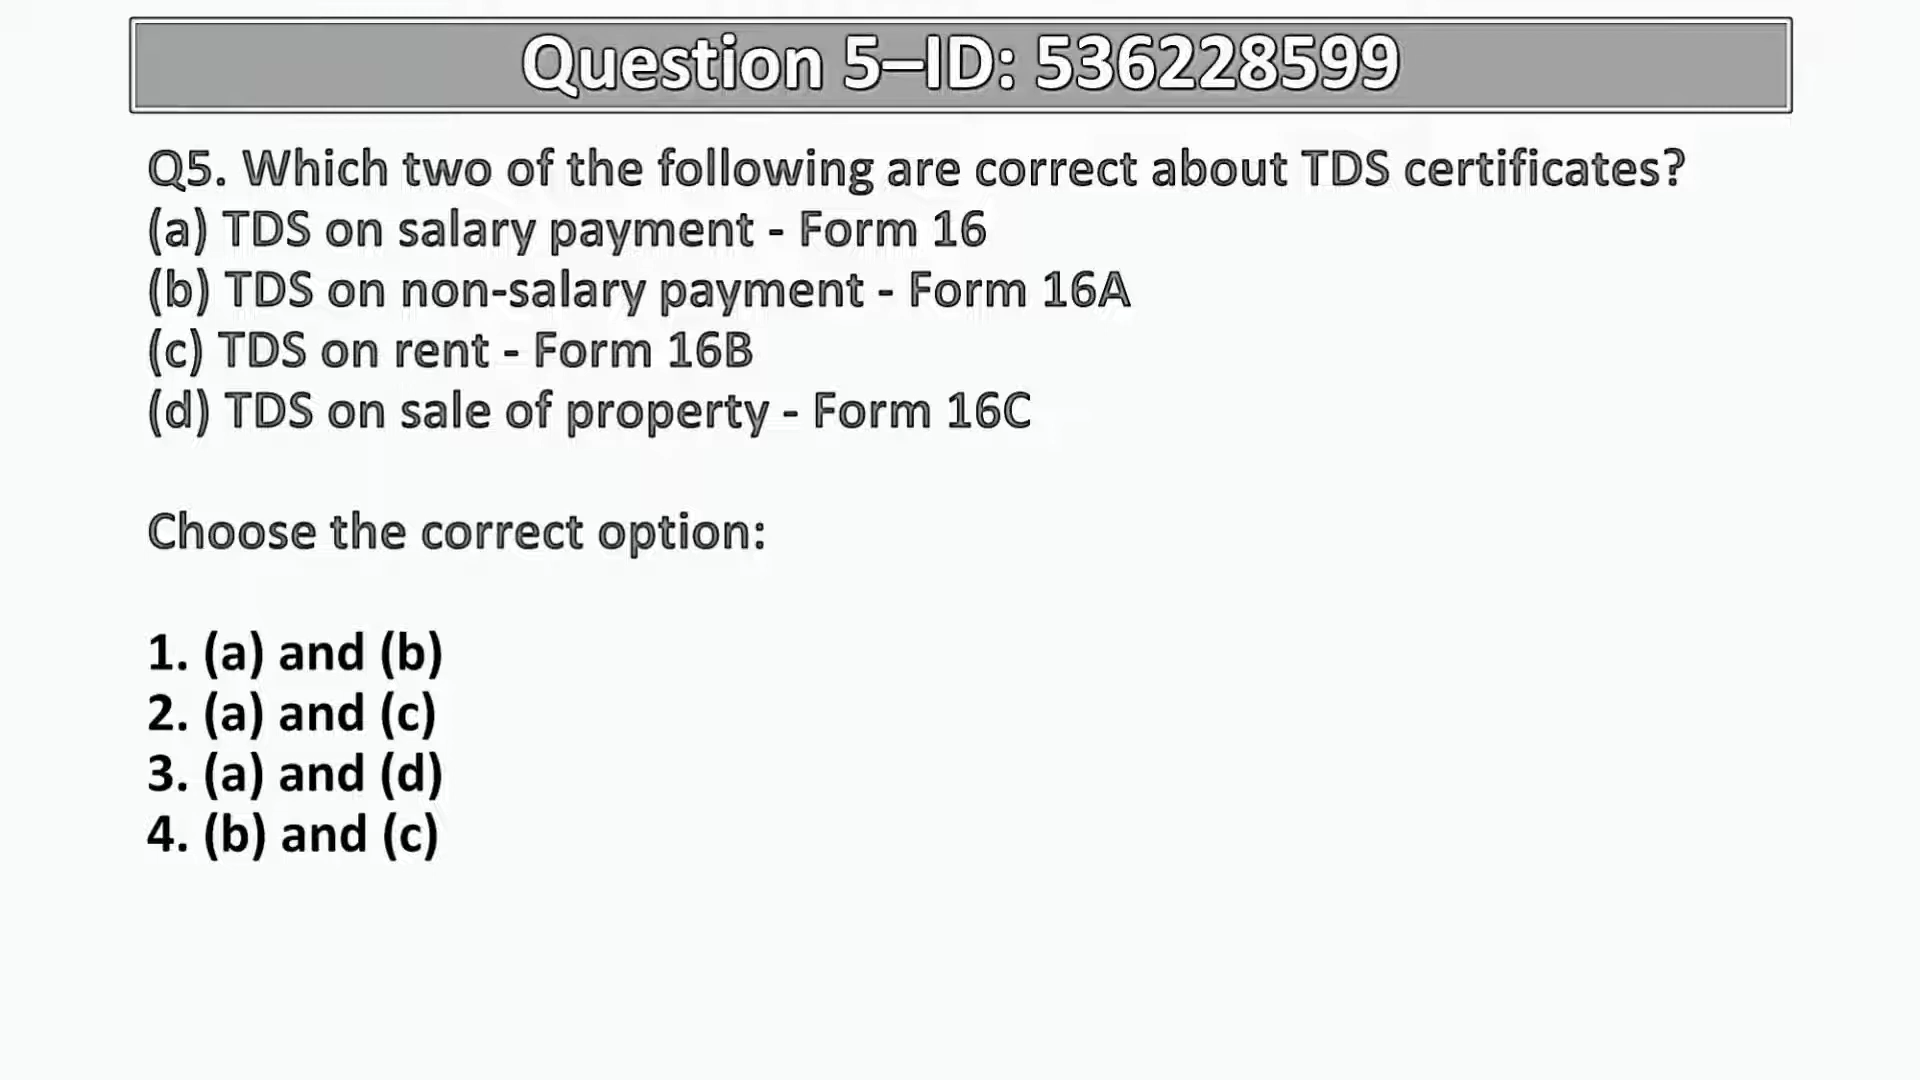 Question 5–ID: 536228599
Q5. Which two of the following are correct about TDS certificates?
(a) TDS on salary payment - Form 16
(b) TDS on non-salary payment - Form 16A
(c) TDS on rent - Form 16B
(d) TDS on sale of property - Form 16C
Choose the correct option:
1. (a) and (b)
2. (a) and (c)
3. (a) and (d)
4. (b) and (c)